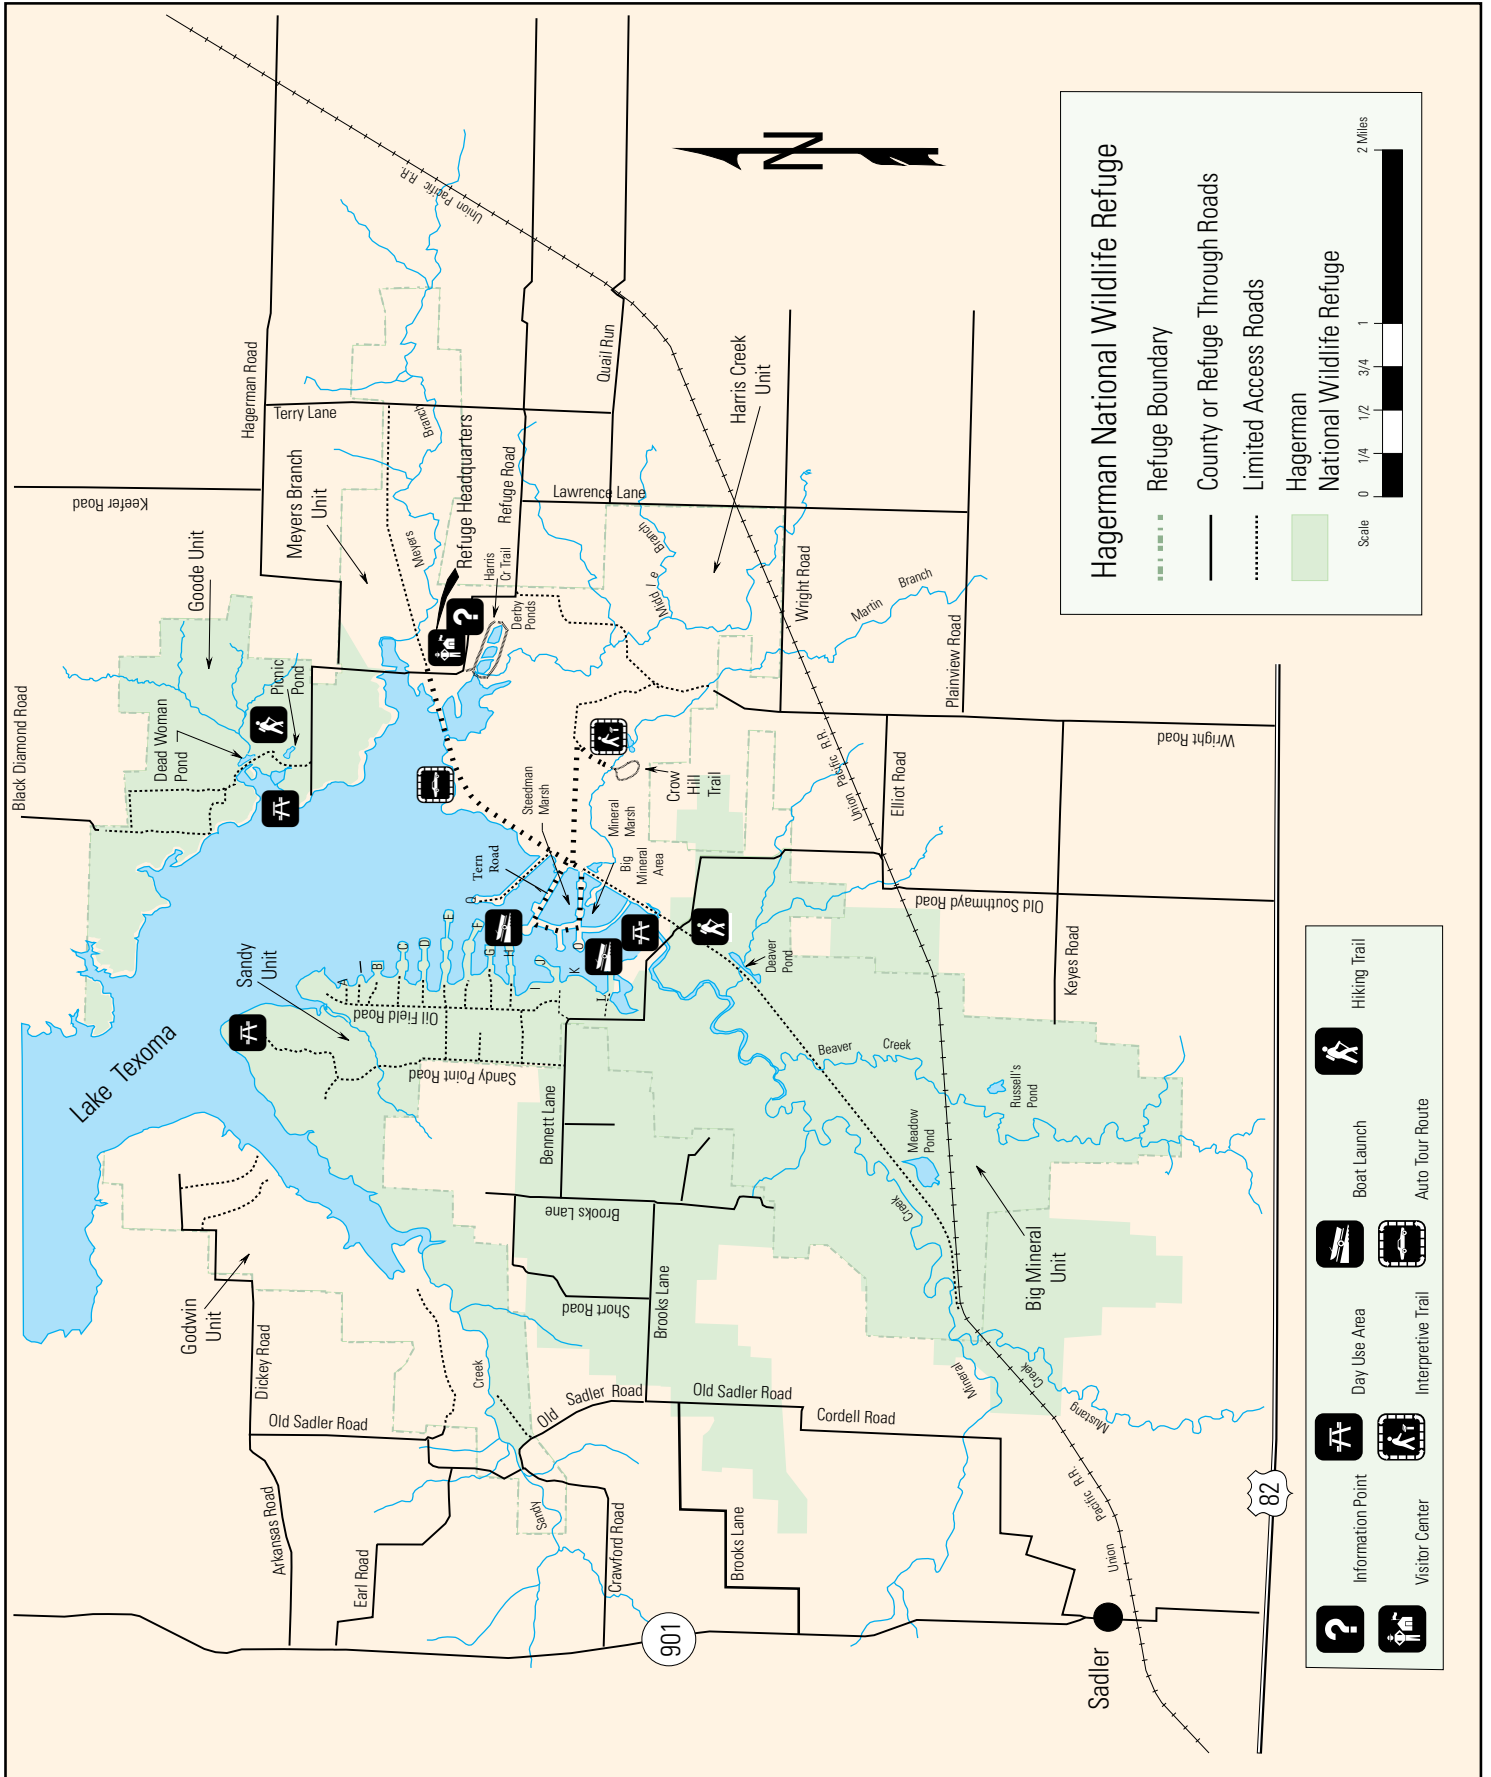 Hagerman National Wildlife Refuge
Refuge Boundary
County or Refuge Through Roads
Limited Access Roads
Hagerman
National Wildlife Refuge
Scale
0
1/4
1/2
3/4
1
2 Miles
N
Black Diamond Road
Keefer Road
Hagerman Road
Terry Lane
Goode Unit
Meyers Branch
Unit
Dead Woman
Pond
Picnic
Pond
Union Pacific R.R.
Meyers
Branch
Refuge Headquarters
Refuge Road
Quail Run
Lawrence Lane
Harris
Cr Trail
Derby
Ponds
Harris Creek
Unit
Middle
Branch
Wright Road
Martin
Branch
Plainview Road
Wright Road
Lake Texoma
Sandy
Unit
Steedman
Marsh
Tern
Road
Mineral
Marsh
Big
Mineral
Area
Crow
Hill
Trail
A
I
B
C
D
E
F
G
H
I
J
K
L
O
Q
Oil Field Road
Sandy Point Road
Union Pacific R.R.
Elliot Road
Old Southmayd Road
Keyes Road
Deaver
Pond
Beaver
Creek
Russell's
Pond
Meadow
Pond
Bennett Lane
Brooks Lane
Short Road
Brooks Lane
Creek
Big Mineral
Unit
Godwin
Unit
Dickey Road
Old Sadler Road
Creek
Old
Sadler Road
Old Sadler Road
Cordell Road
Mineral
Creek
Mustang
Arkansas Road
Earl Road
Sandy
Crawford Road
Brooks Lane
Union
Pacific R.R.
901
Sadler
82
?
?
Information Point
Visitor Center
Day Use Area
Interpretive Trail
Boat Launch
Auto Tour Route
Hiking Trail